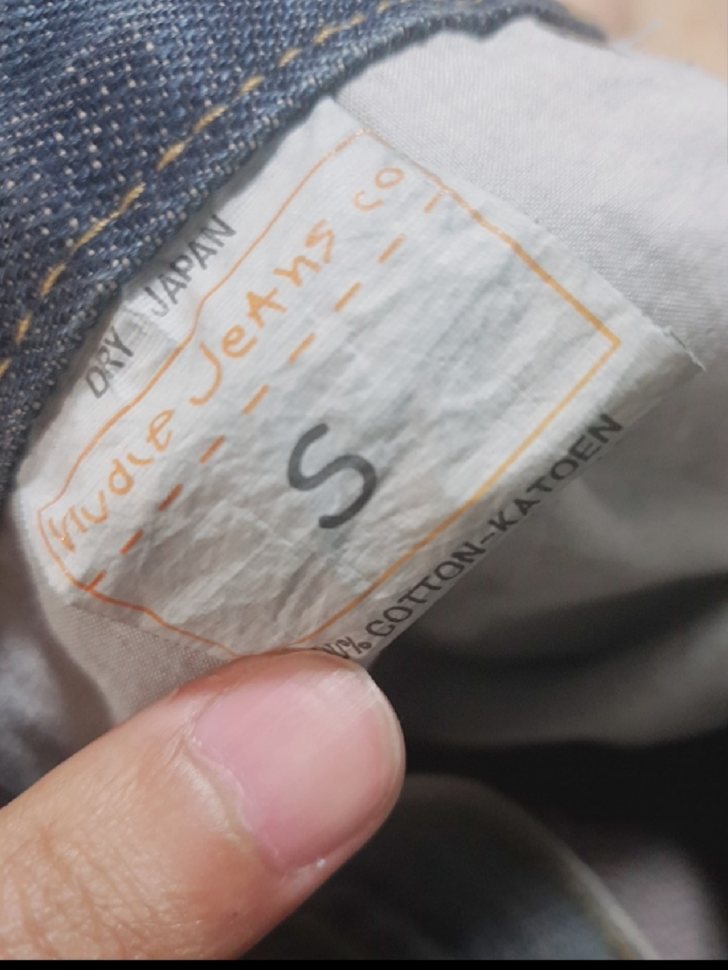 DRY JAPAN
Nudie Jeans co
S
% COTTON-KATOEN